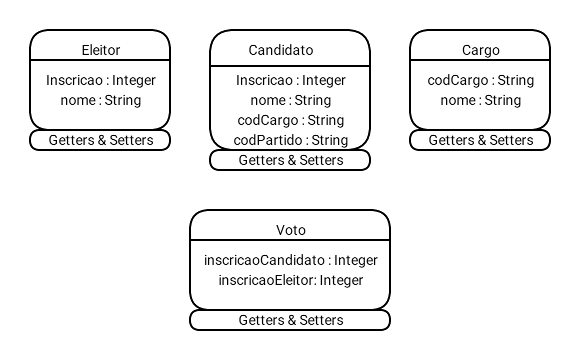 Eleitor
Inscricao : Integer
nome : String
Getters & Setters
Candidato
Inscricao : Integer
nome : String
codCargo : String
codPartido : String
Getters & Setters
Cargo
codCargo : String
nome : String
Getters & Setters
Voto
inscricaoCandidato : Integer
inscricaoEleitor: Integer
Getters & Setters